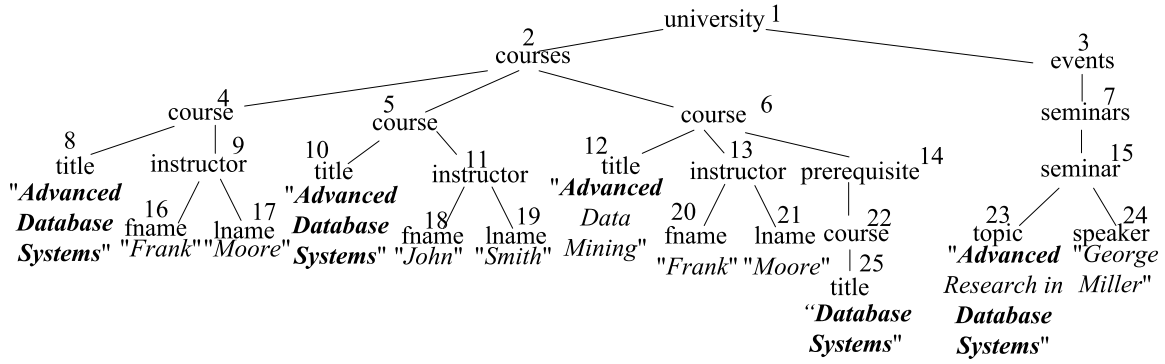 university 1
2
courses
3
events
4
course
5
course
course 6
7
seminars
8
title
"Advanced
Database
Systems"
9
instructor
16
fname
"Frank"
17
lname
"Moore"
10
title
"Advanced
Database
Systems"
11
instructor
18
fname
"John"
19
lname
"Smith"
12
title
"Advanced
Data
Mining"
13
instructor
20
fname
"Frank"
21
lname
"Moore"
prerequisite 14
22
course
25
title
“Database
Systems"
15
seminar
23
topic
"Advanced
Research in
Database
Systems"
24
speaker
"George
Miller"